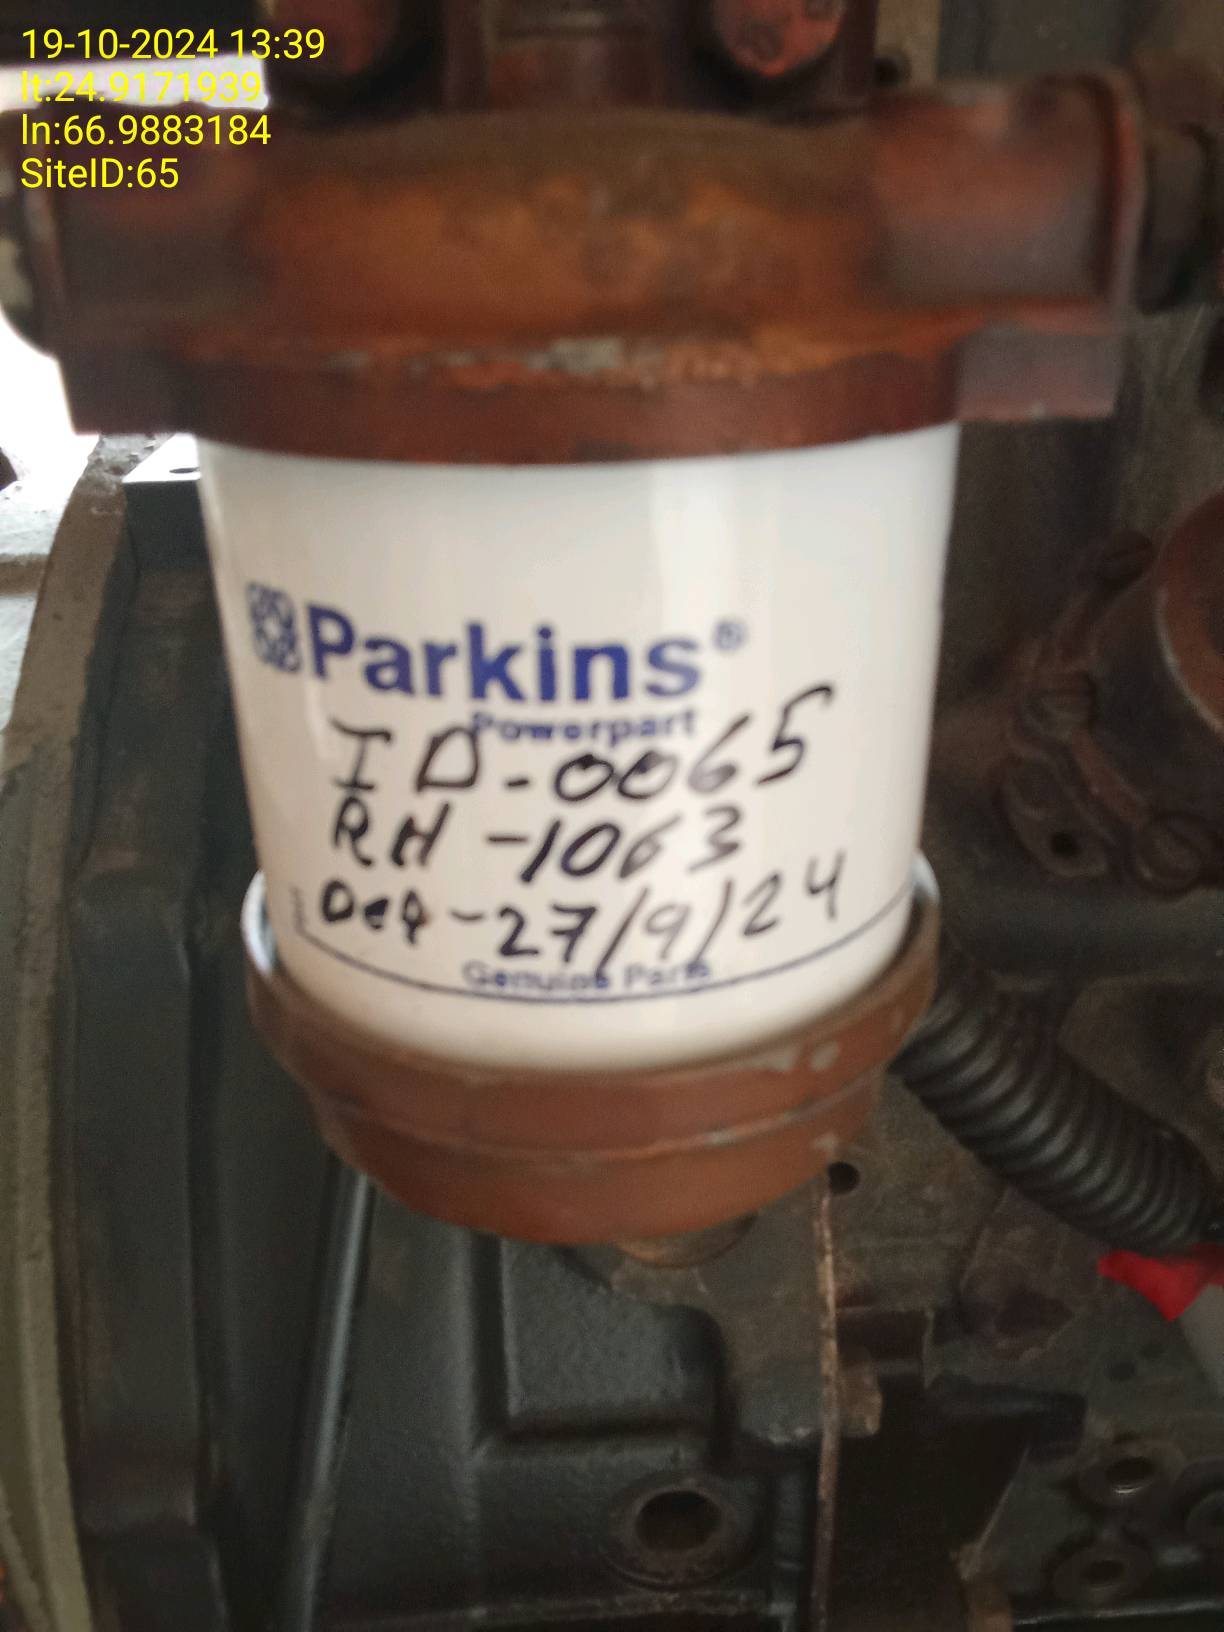 19-10-2024 13:39
lt:24.9171939
ln:66.9883184
SiteID:65
Parkins®
Powerpart
ID-0065
RH-1063
-27/9/24
Genuine Parts